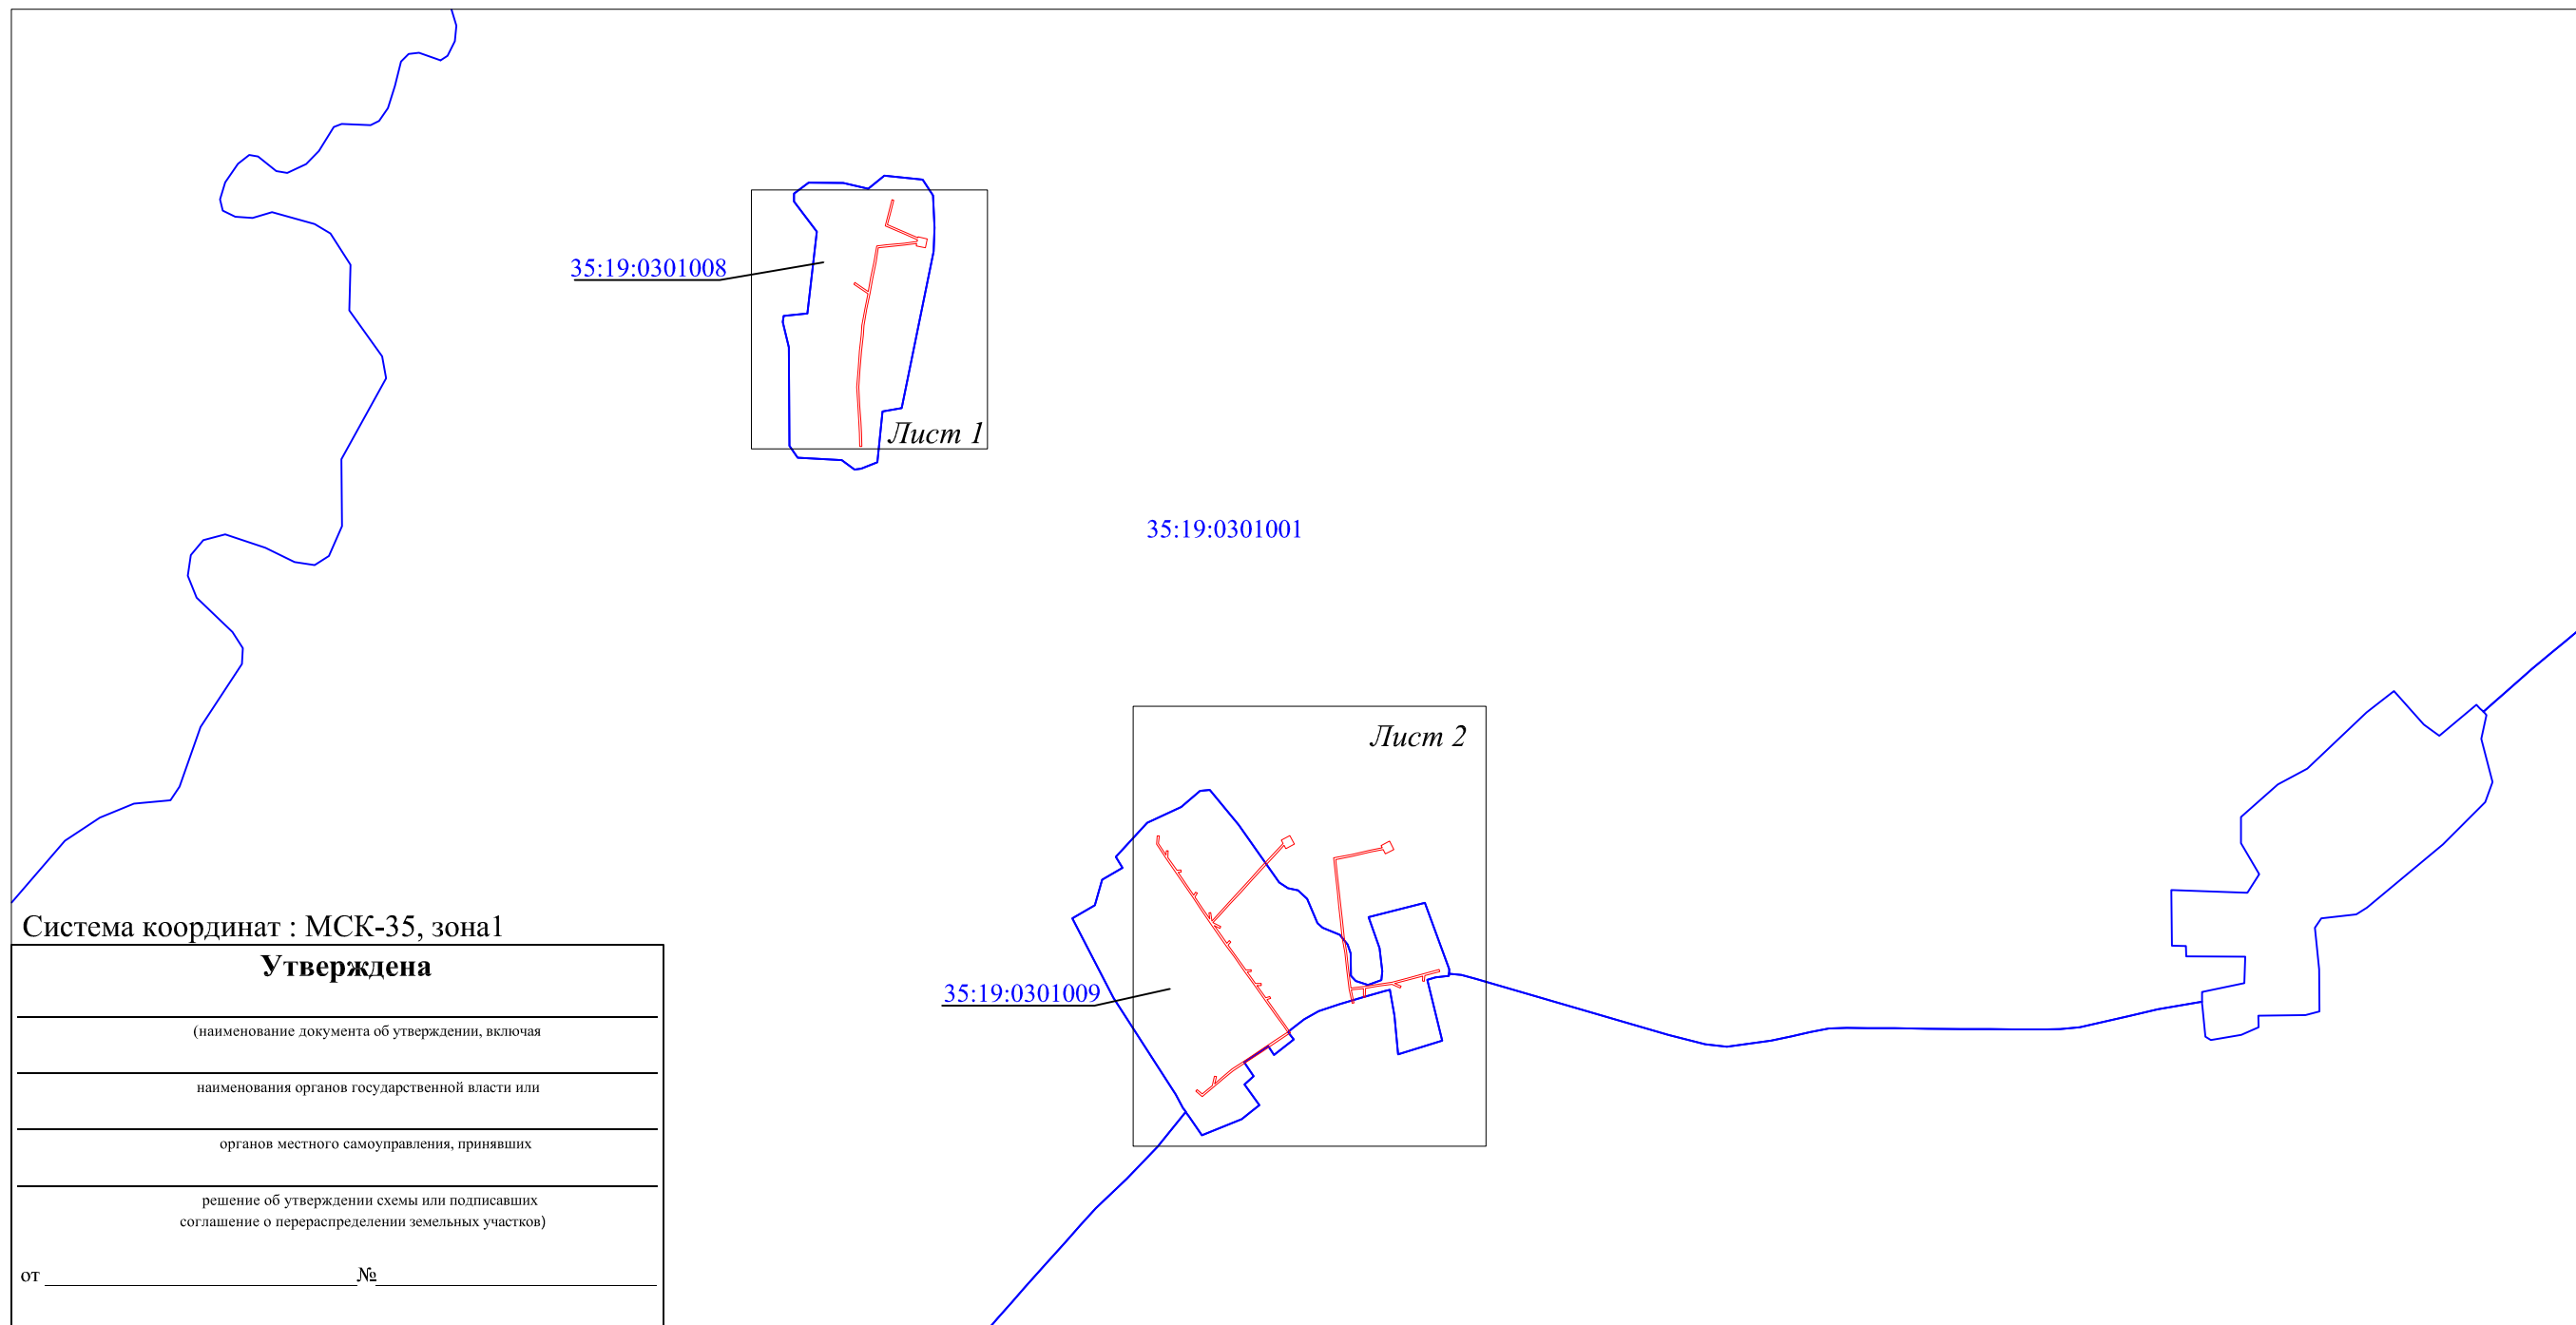 35:19:0301008
Лист 1
35:19:0301001
Лист 2
35:19:0301009
Система координат : МСК-35, зона1
Утверждена
(наименование документа об утверждении, включая
наименования органов государственной власти или
органов местного самоуправления, принявших
решение об утверждении схемы или подписавших
соглашение о перераспределении земельных участков)
от №